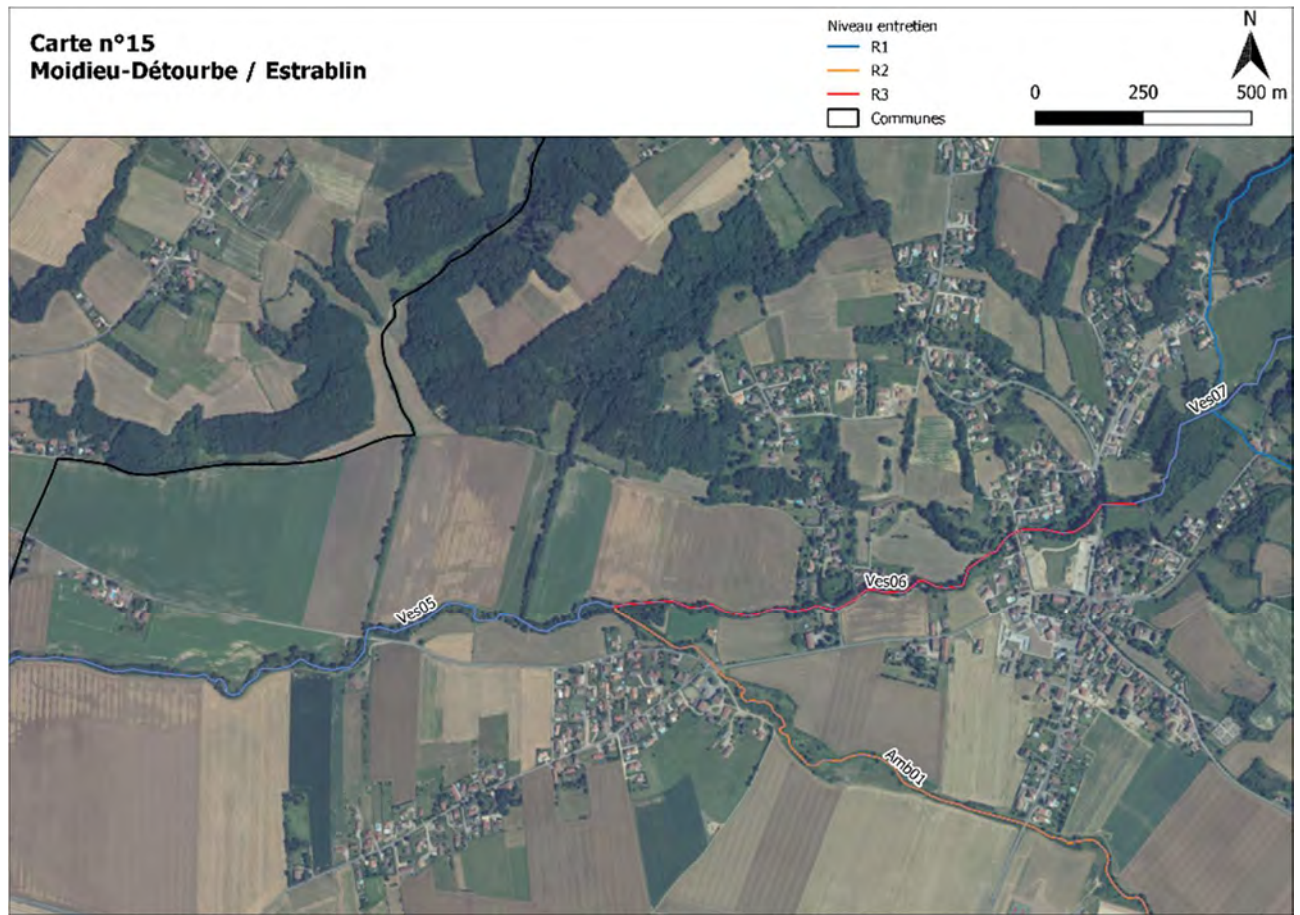 Carte n°15
Moidieu-Détourbe / Estrablin
Niveau entretien
R1
R2
R3
Communes
N
0 250 500 m
Ves07
Ves06
Ves05
Amb01